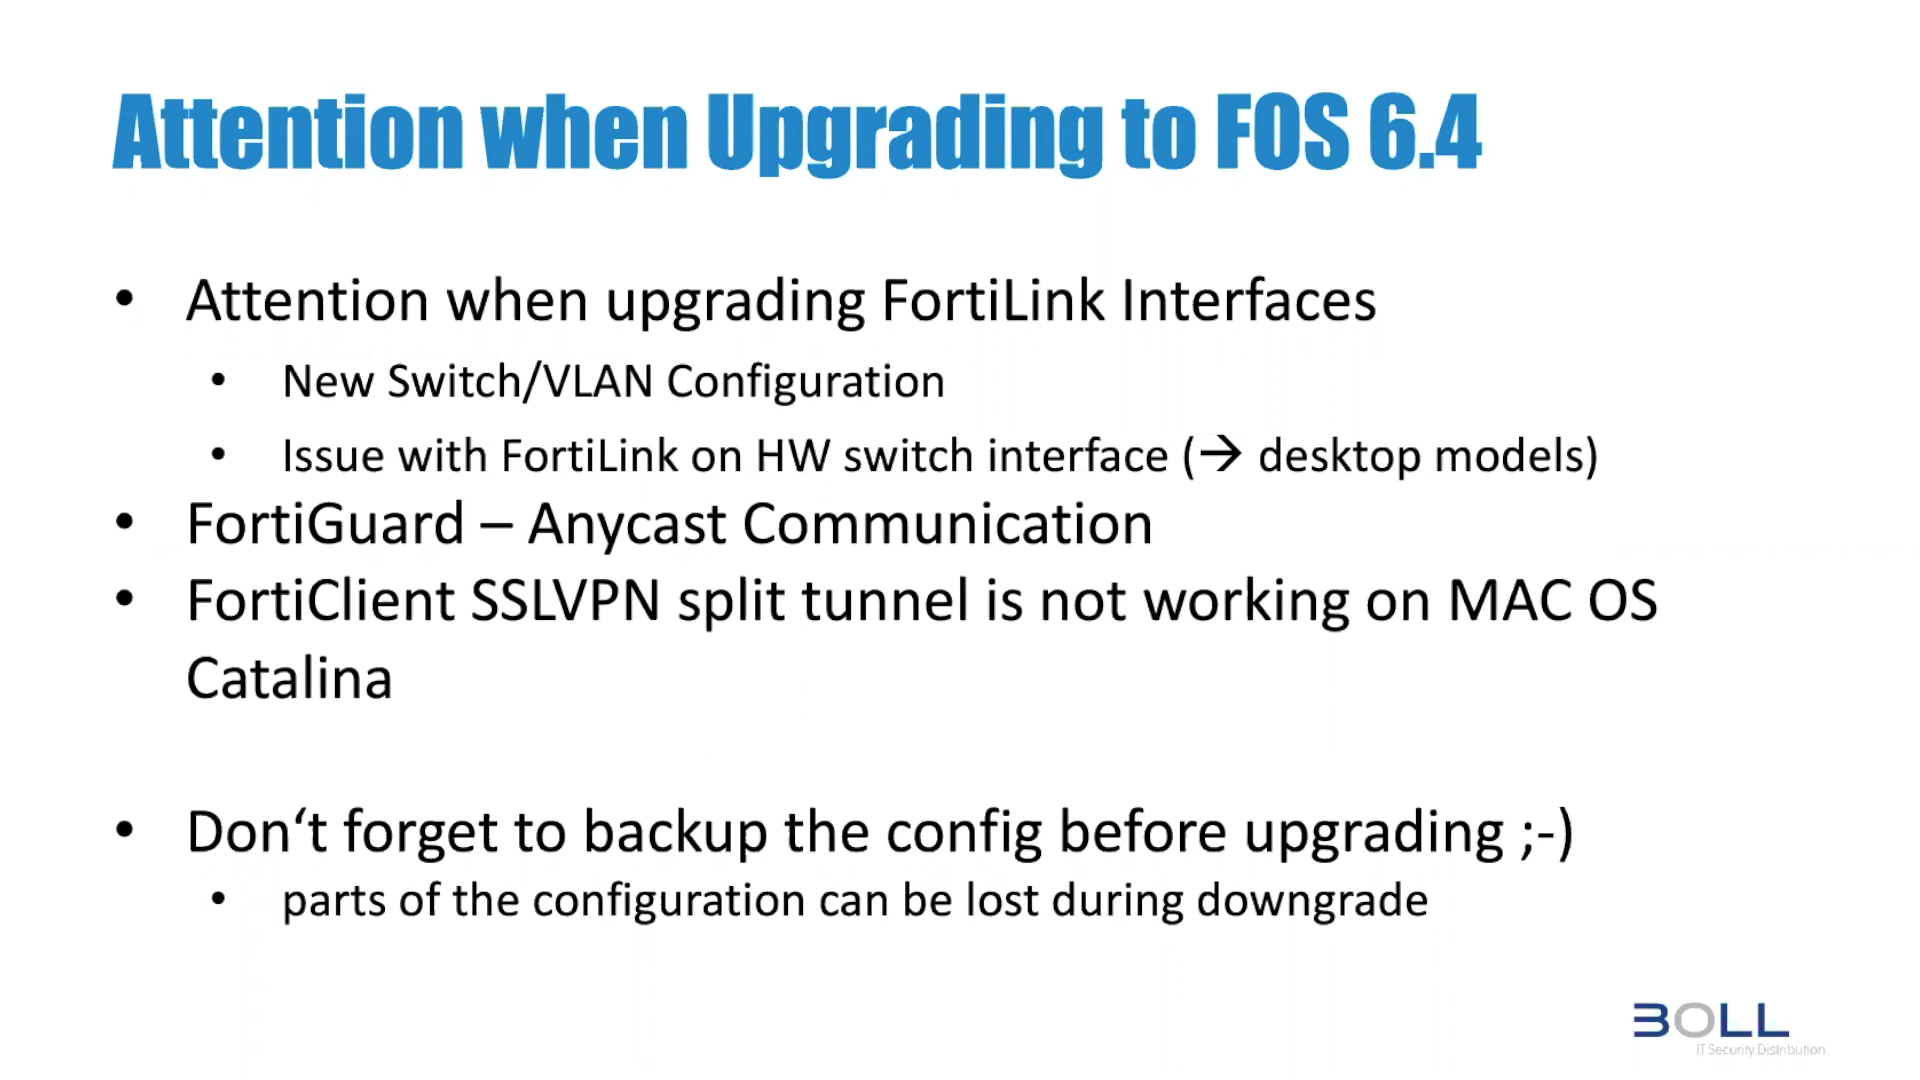 Attention when Upgrading to FOS 6.4
• Attention when upgrading FortiLink Interfaces
• New Switch/VLAN Configuration
• Issue with FortiLink on HW switch interface (→ desktop models)
• FortiGuard – Anycast Communication
• FortiClient SSLVPN split tunnel is not working on MAC OS
Catalina
• Don‘t forget to backup the config before upgrading ;-)
• parts of the configuration can be lost during downgrade
BOLL
IT Security Distribution